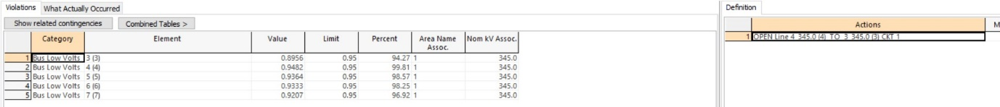 Violations What Actually Occurred
Definition
Show related contingencies Combined Tables >
Category Element Value Limit Percent Area Name Assoc. Nom kV Assoc.
Actions M
1 OPEN Line 4_345.0 (4) TO 3_345.0 (3) CKT 1
1 Bus Low Volts 3 (3) 0.8956 0.95 94.27 1 345.0
2 Bus Low Volts 4 (4) 0.9482 0.95 99.81 1 345.0
3 Bus Low Volts 5 (5) 0.9364 0.95 98.57 1 345.0
4 Bus Low Volts 6 (6) 0.9333 0.95 98.25 1 345.0
5 Bus Low Volts 7 (7) 0.9207 0.95 96.92 1 345.0